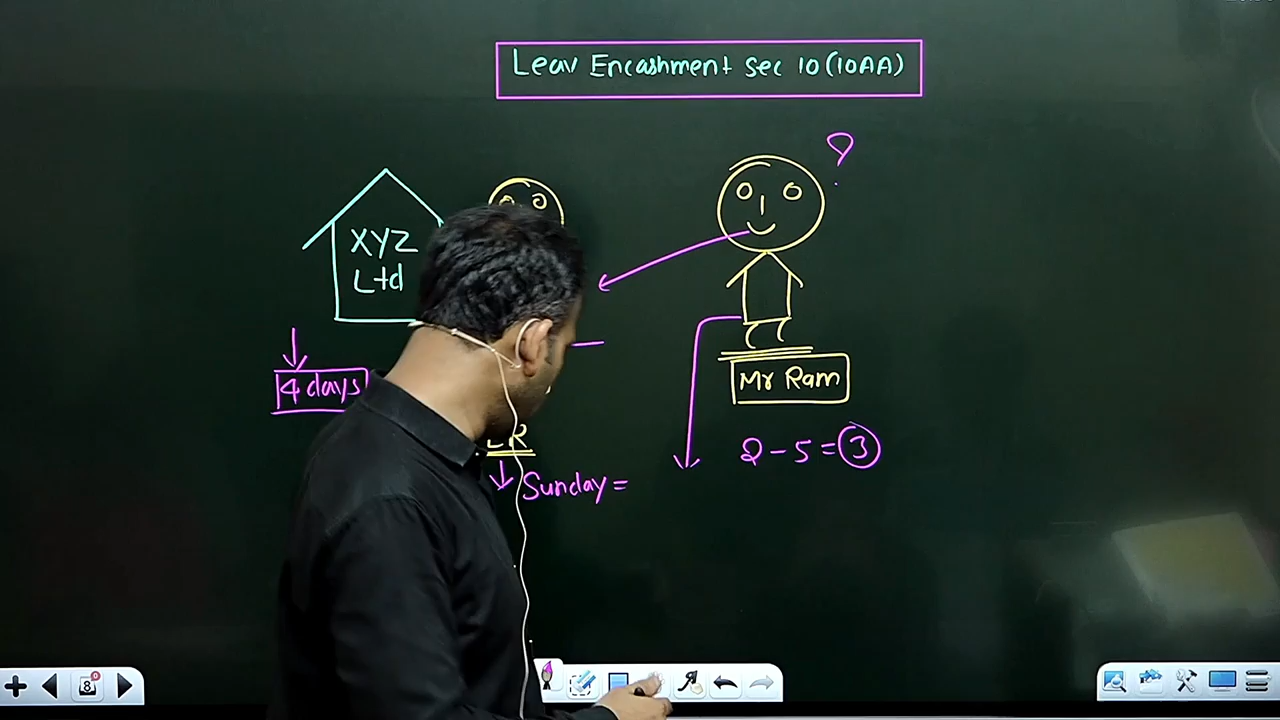 Leav Encashment Sec 10(10AA)
XYZ
Ltd
4 days
Mr Ram
2-5=3
Sunday=